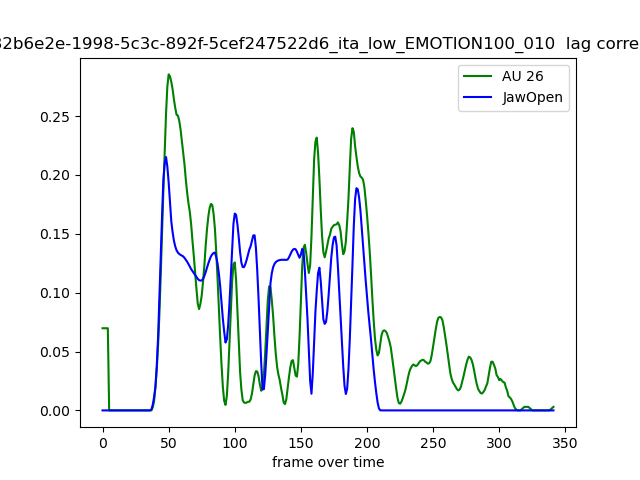 32b6e2e-1998-5c3c-892f-5cef247522d6_ita_low_EMOTION100_010 lag corre
AU 26
JawOpen
0.25
0.20
0.15
0.10
0.05
0.00
0 50 100 150 200 250 300 350
frame over time